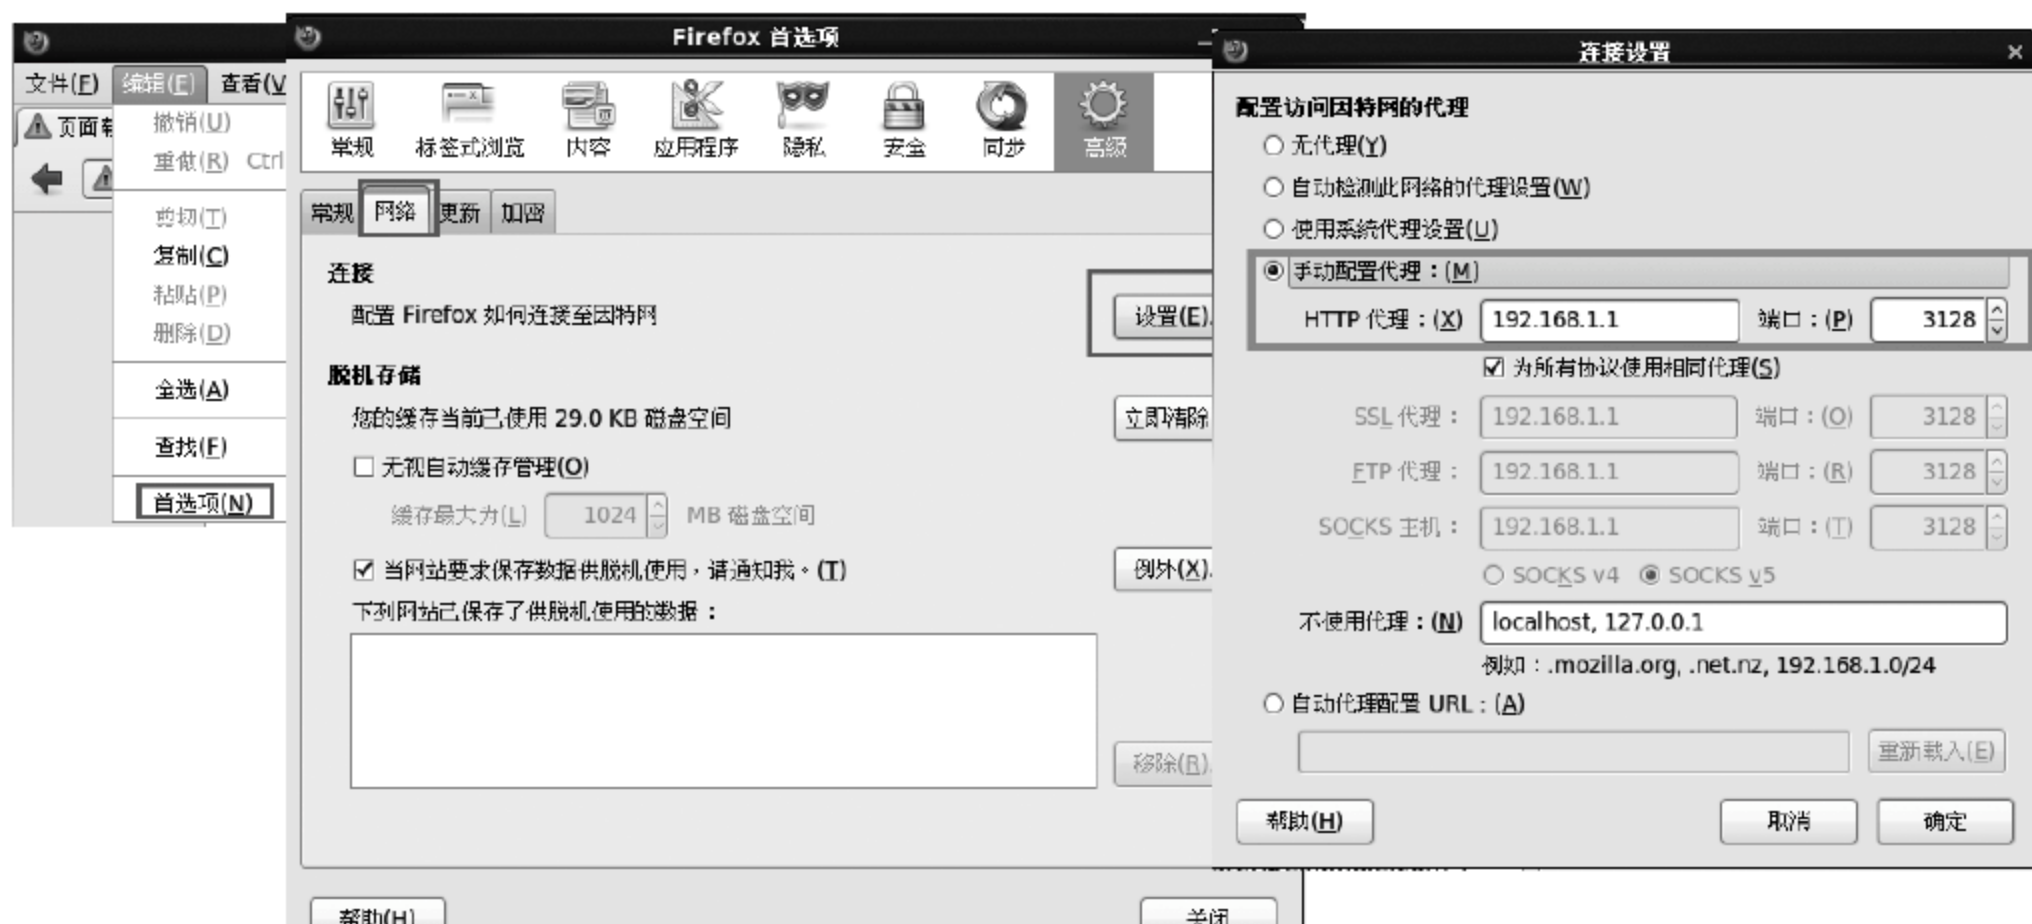 文件(F) 编辑(E) 查看(V
撤销(U)
页面
重做(R) Ctrl
剪切(T)
复制(C)
粘贴(P)
删除(D)
全选(A)
查找(F)
首选项(N)
Firefox 首选项
常规 标签式浏览 内容 应用程序 隐私 安全 同步 高级
常规 网络 更新 加密
连接
配置 Firefox 如何连接至因特网 设置(E).
脱机存储
您的缓存当前已使用 29.0 KB 磁盘空间 立即清除
无视自动缓存管理(O)
缓存最大为(L) 1024 MB 磁盘空间
当网站要求保存数据供脱机使用，请通知我。(T) 例外(X).
下列网站已保存了供脱机使用的数据：
移除(R).
帮助(H) 关闭
连接设置
配置访问因特网的代理
无代理(Y)
自动检测此网络的代理设置(W)
使用系统代理设置(U)
手动配置代理：(M)
HTTP 代理：(X) 192.168.1.1 端口：(P) 3128
为所有协议使用相同代理(S)
SSL 代理： 192.168.1.1 端口：(O) 3128
FTP 代理： 192.168.1.1 端口：(R) 3128
SOCKS 主机： 192.168.1.1 端口：(T) 3128
SOCKS v4 SOCKS v5
不使用代理：(N) localhost, 127.0.0.1
例如：.mozilla.org, .net.nz, 192.168.1.0/24
自动代理配置 URL：(A)
重新载入(E)
帮助(H) 取消 确定